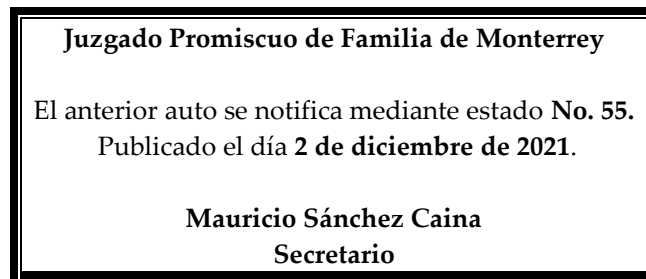 Juzgado Promiscuo de Familia de Monterrey
El anterior auto se notifica mediante estado No. 55.
Publicado el día 2 de diciembre de 2021.
Mauricio Sánchez Caina
Secretario